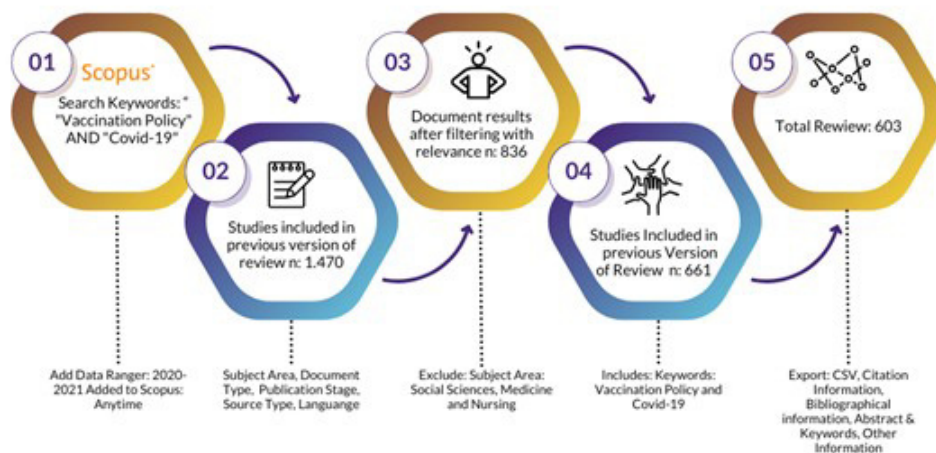 01
Scopus
Search Keywords: "
"Vaccination Policy"
AND "Covid-19"
02
Studies included in
previous version of
review n: 1.470
03
Document results
after filtering with
relevance n: 836
04
Studies Included in
previous Version
of Review n: 661
05
Total Rewiew: 603
Add Data Ranger: 2020-
2021 Added to Scopus:
Anytime
Subject Area, Document
Type, Publication Stage,
Source Type, Languange
Exclude: Subject Area:
Social Sciences, Medicine
and Nursing
Includes: Keywords:
Vaccination Policy and
Covid-19
Export: CSV, Citation
Information,
Bibliographical
information, Abstract &
Keywords, Other
Information